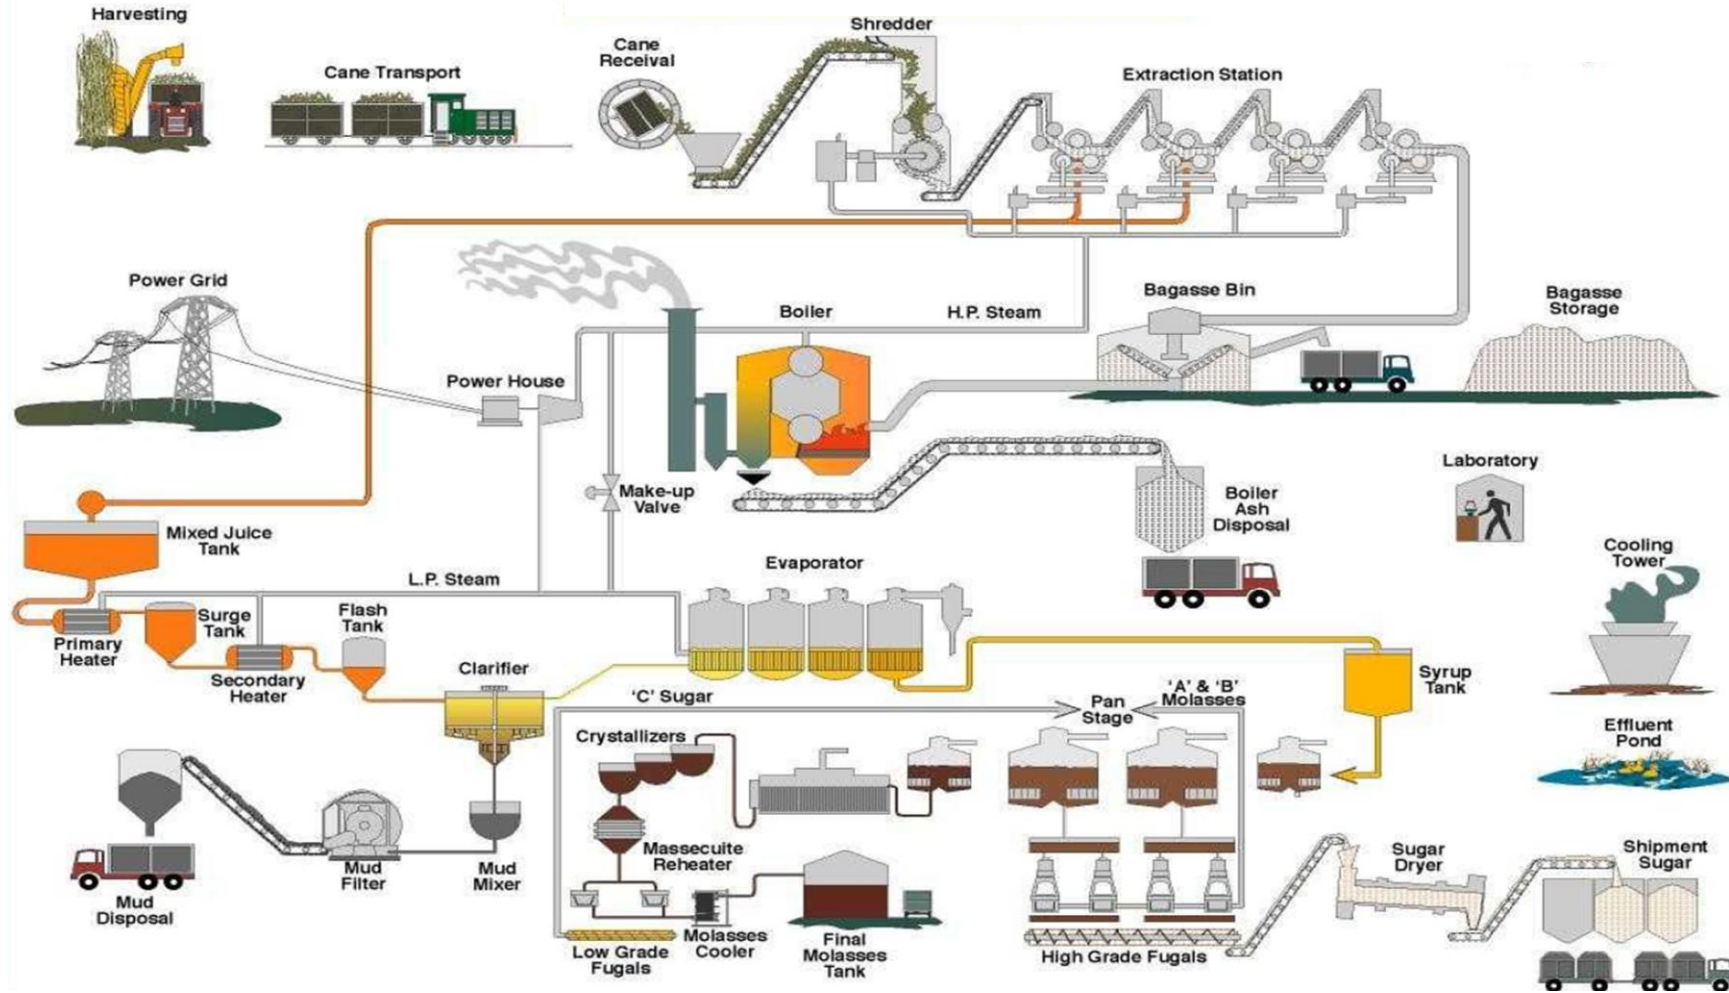 Harvesting
Cane Transport
Cane
Receival
Shredder
Extraction Station
Power Grid
Power House
Boiler
H.P. Steam
Bagasse Bin
Bagasse
Storage
Make-up
Valve
Boiler
Ash
Disposal
Laboratory
Mixed Juice
Tank
L.P. Steam
Evaporator
Cooling
Tower
Primary
Heater
Surge
Tank
Secondary
Heater
Flash
Tank
Clarifier
'C' Sugar
Pan
Stage
'A' & 'B'
Molasses
Syrup
Tank
Effluent
Pond
Crystallizers
Massecuite
Reheater
Mud
Disposal
Mud
Filter
Mud
Mixer
Low Grade
Fugals
Molasses
Cooler
Final
Molasses
Tank
High Grade Fugals
Sugar
Dryer
Shipment
Sugar